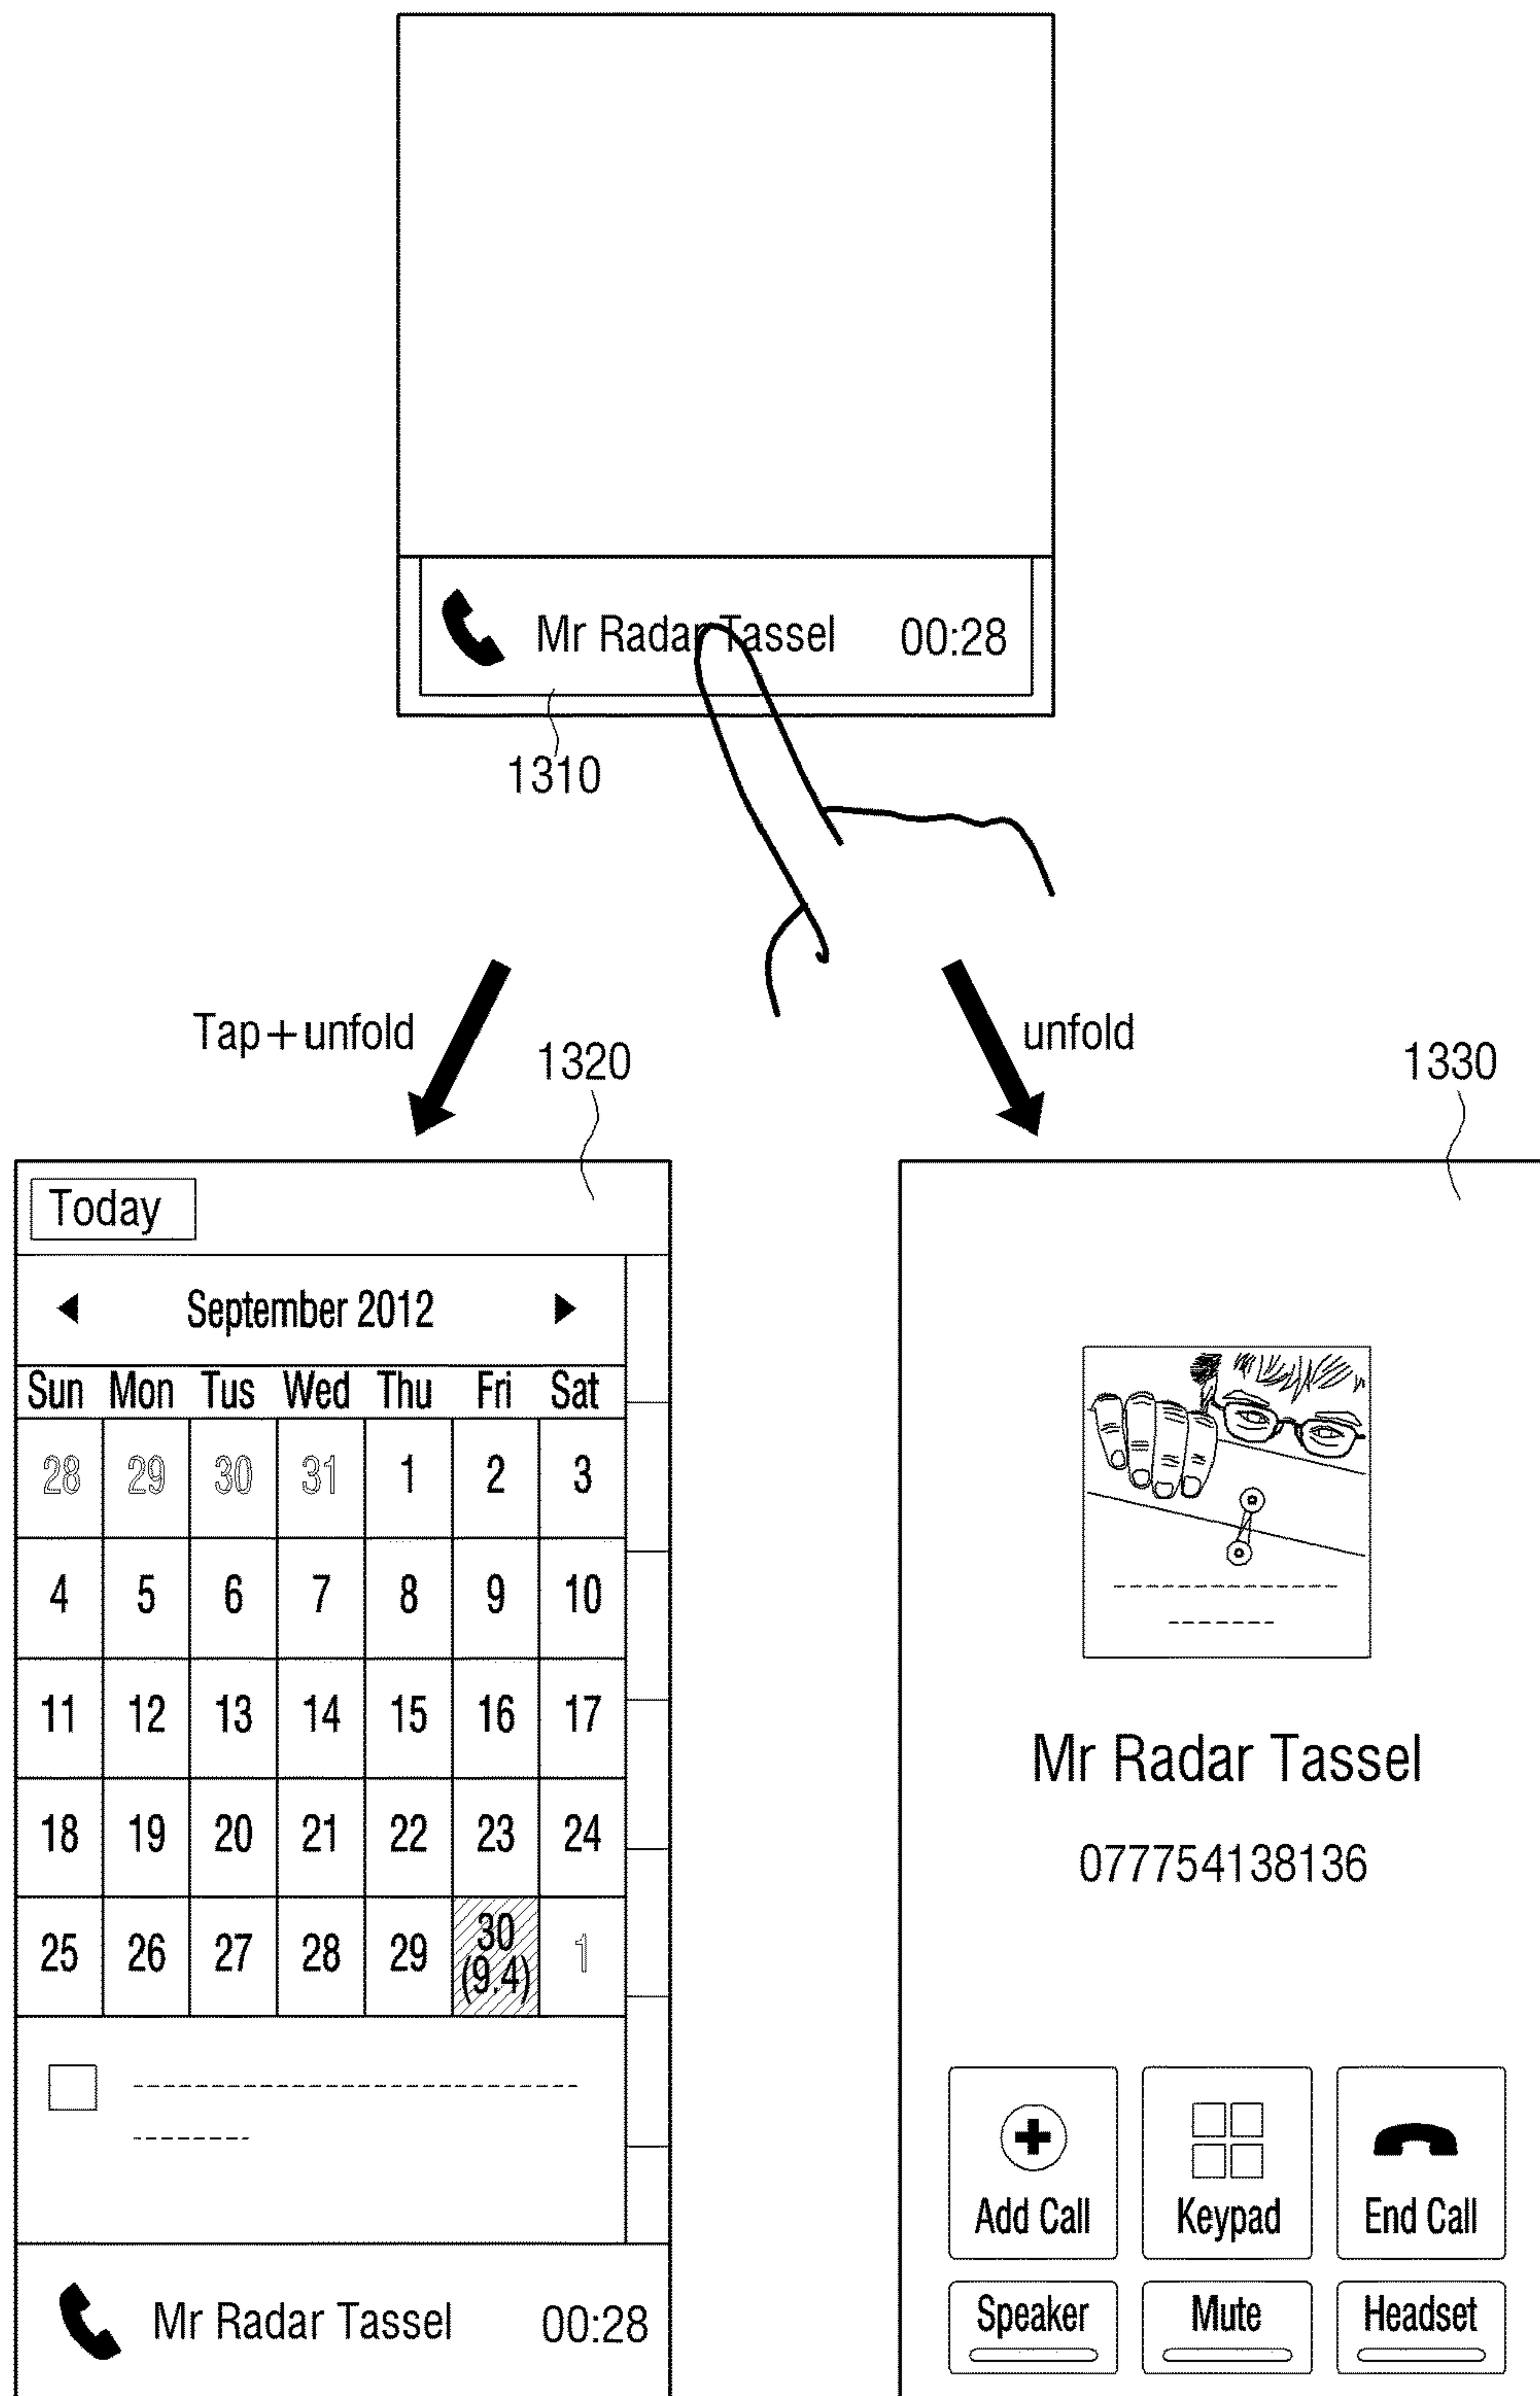 Mr Radar Tassel 00:28
1310
Tap+unfold
unfold
1320
1330
Today
September 2012
Sun Mon Tus Wed Thu Fri Sat
28 29 30 31 1 2 3
4 5 6 7 8 9 10
11 12 13 14 15 16 17
18 19 20 21 22 23 24
25 26 27 28 29 30 1
(9.4)
Mr Radar Tassel 00:28
Mr Radar Tassel
077754138136
Add Call Keypad End Call
Speaker Mute Headset